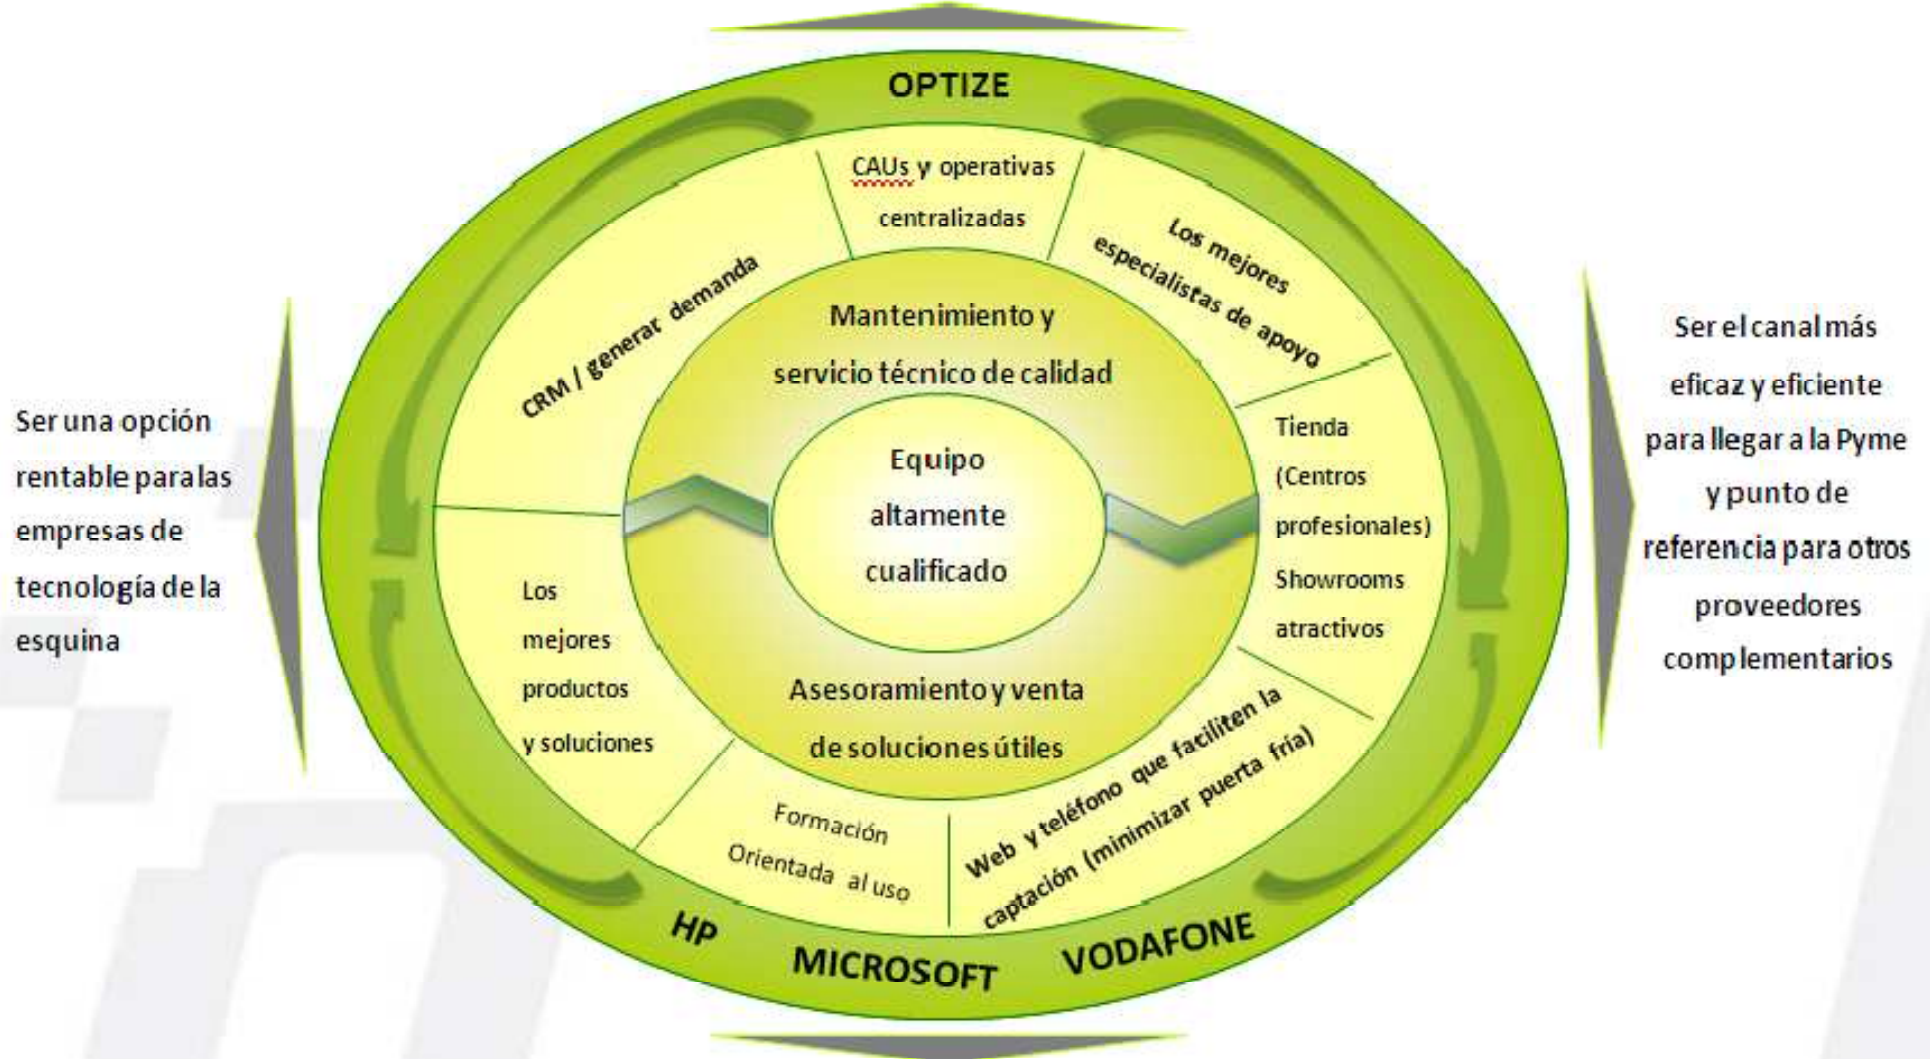 OPTIZE
CAUs y operativas
centralizadas
Los mejores
especialistas de apoyo
CRM / generar demanda
Mantenimiento y
servicio técnico de calidad
Equipo
altamente
cualificado
Tienda
(Centros
profesionales)
Showrooms
atractivos
Ser una opción
rentable para las
empresas de
tecnología de la
esquina
Ser el canal más
eficaz y eficiente
para llegar a la Pyme
y punto de
referencia para otros
proveedores
complementarios
Los
mejores
productos
y soluciones
Asesoramiento y venta
de soluciones útiles
Formación
Orientada al uso
Web y teléfono que faciliten la
captación (minimizar puerta fría)
HP
MICROSOFT
VODAFONE